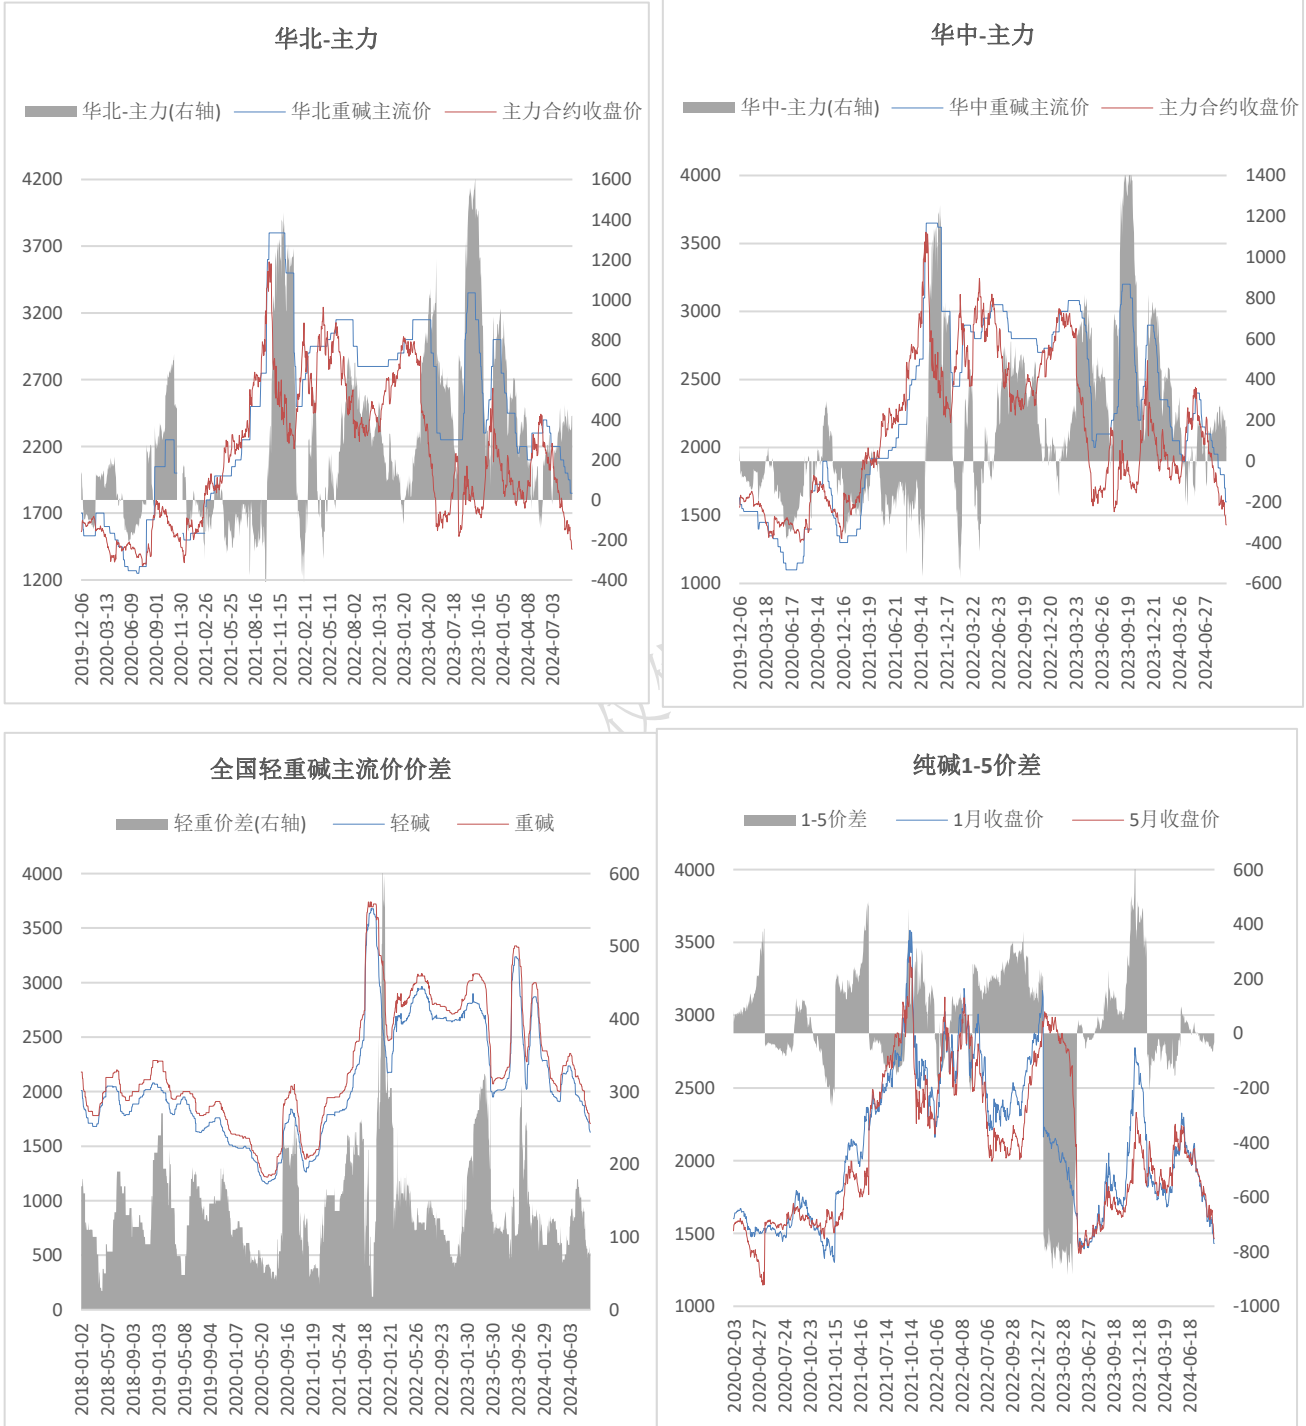 华北-主力
华北-主力(右轴) 华北重碱主流价 主力合约收盘价
4200 3700 3200 2700 2200 1700 1200
1600 1400 1200 1000 800 600 400 200 0 -200 -400
2019-12-06 2020-03-13 2020-06-09 2020-09-01 2020-11-30 2021-02-26 2021-05-25 2021-08-16 2021-11-15 2022-02-11 2022-05-11 2022-08-02 2022-10-31 2023-01-20 2023-04-20 2023-07-18 2023-10-16 2024-01-05 2024-04-08 2024-07-03
华中-主力
华中-主力(右轴) 华中重碱主流价 主力合约收盘价
4000 3500 3000 2500 2000 1500 1000
1400 1200 1000 800 600 400 200 0 -200 -400 -600
2019-12-06 2020-03-18 2020-06-17 2020-09-14 2020-12-16 2021-03-19 2021-06-21 2021-09-14 2021-12-17 2022-03-22 2022-06-23 2022-09-19 2022-12-20 2023-03-23 2023-06-26 2023-09-19 2023-12-21 2024-03-26 2024-06-27
全国轻重碱主流价价差
轻重价差(右轴) 轻碱 重碱
4000 3500 3000 2500 2000 1500 1000 500 0
600 500 400 300 200 100 0
2018-01-02 2018-05-07 2018-09-03 2019-01-03 2019-05-08 2019-09-04 2020-01-07 2020-05-20 2020-09-16 2021-01-19 2021-05-24 2021-09-18 2022-01-21 2022-05-26 2022-09-23 2023-01-30 2023-05-30 2023-09-26 2024-01-29 2024-06-03
纯碱1-5价差
1-5价差 1月收盘价 5月收盘价
4000 3500 3000 2500 2000 1500 1000
600 400 200 0 -200 -400 -600 -800 -1000
2020-02-03 2020-04-27 2020-07-24 2020-10-23 2021-01-15 2021-04-16 2021-07-14 2021-10-14 2022-01-06 2022-04-08 2022-07-06 2022-09-28 2022-12-27 2023-03-28 2023-06-27 2023-09-18 2023-12-18 2024-03-19 2024-06-18